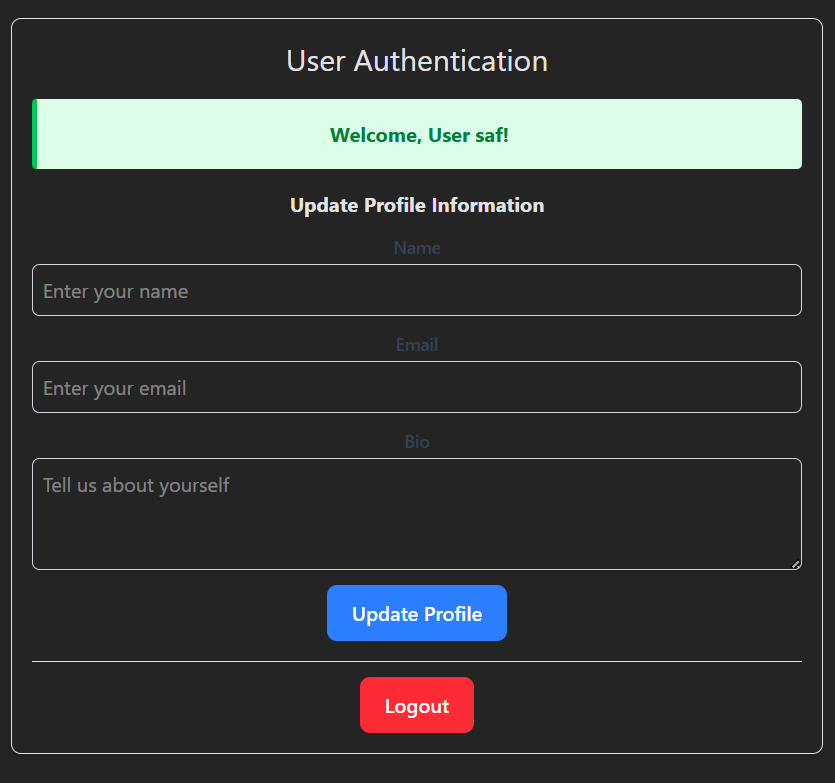 User Authentication
Welcome, User saf!
Update Profile Information
Name
Enter your name
Email
Enter your email
Bio
Tell us about yourself
Update Profile
Logout